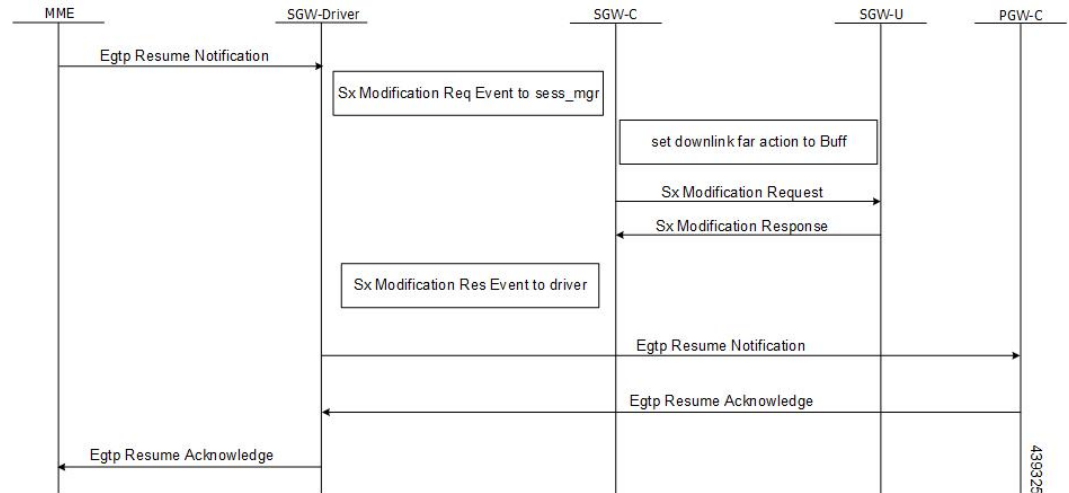 MME
SGW-Driver
SGW-C
SGW-U
PGW-C
Egtp Resume Notification
Sx Modification Req Event to sess_mgr
set downlink far action to Buff
Sx Modification Request
Sx Modification Response
Sx Modification Res Event to driver
Egtp Resume Notification
Egtp Resume Acknowledge
Egtp Resume Acknowledge
439325